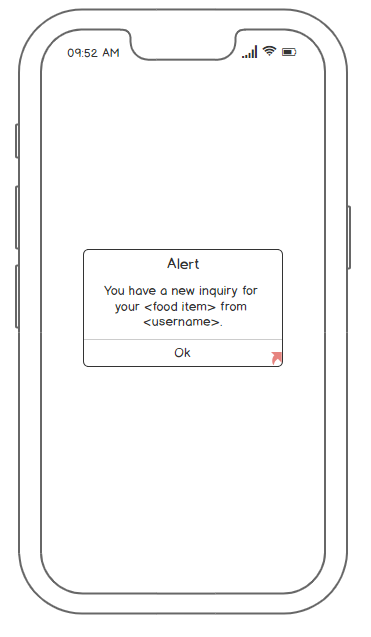 09:52 AM
Alert
You have a new inquiry for
your <food item> from
<username>.
Ok